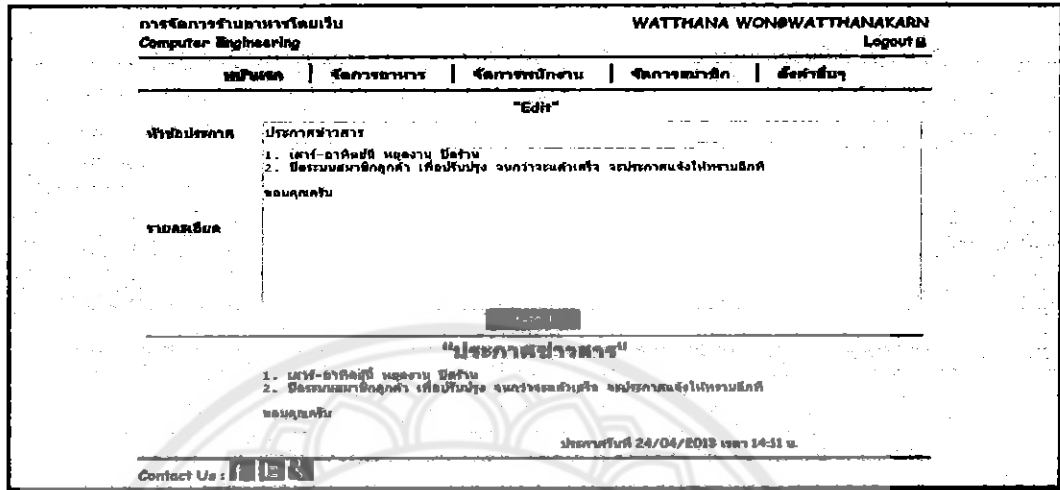 การจัดการร้านอาหารโดยเว็บ
WATTHANA WONGWATTHANAKARN
Computer Engineering
Logout
จัดการอาหาร | จัดการพนักงาน | จัดการสมาชิก | ตั้งค่าอื่นๆ
"Edit"
หัวข้อประกาศ
ประกาศข่าวสาร
1. เสาร์-อาทิตย์นี้ หยุดงาน ปิดร้าน
2. ปิดระบบสมาชิกลูกค้า เพื่อปรับปรุง จนกว่าจะแล้วเสร็จ จะประกาศแจ้งให้ทราบอีกที
ขอบคุณครับ
รายละเอียด
"ประกาศข่าวสาร"
1. เสาร์-อาทิตย์นี้ หยุดงาน ปิดร้าน
2. ปิดระบบสมาชิกลูกค้า เพื่อปรับปรุง จนกว่าจะแล้วเสร็จ จะประกาศแจ้งให้ทราบอีกที
ขอบคุณครับ
ประกาศวันที่ 24/04/2013 เวลา 14:11 น.
Contact Us :